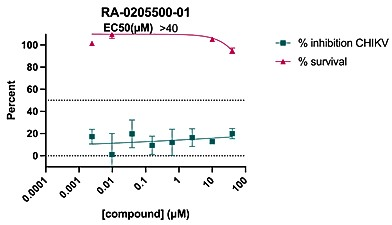 RA-0205500-01
EC50(µM) >40
% inhibition CHIKV
% survival
Percent
100
80
60
40
20
0
0.0001
0.001
0.01
0.1
1
10
100
[compound] (µM)